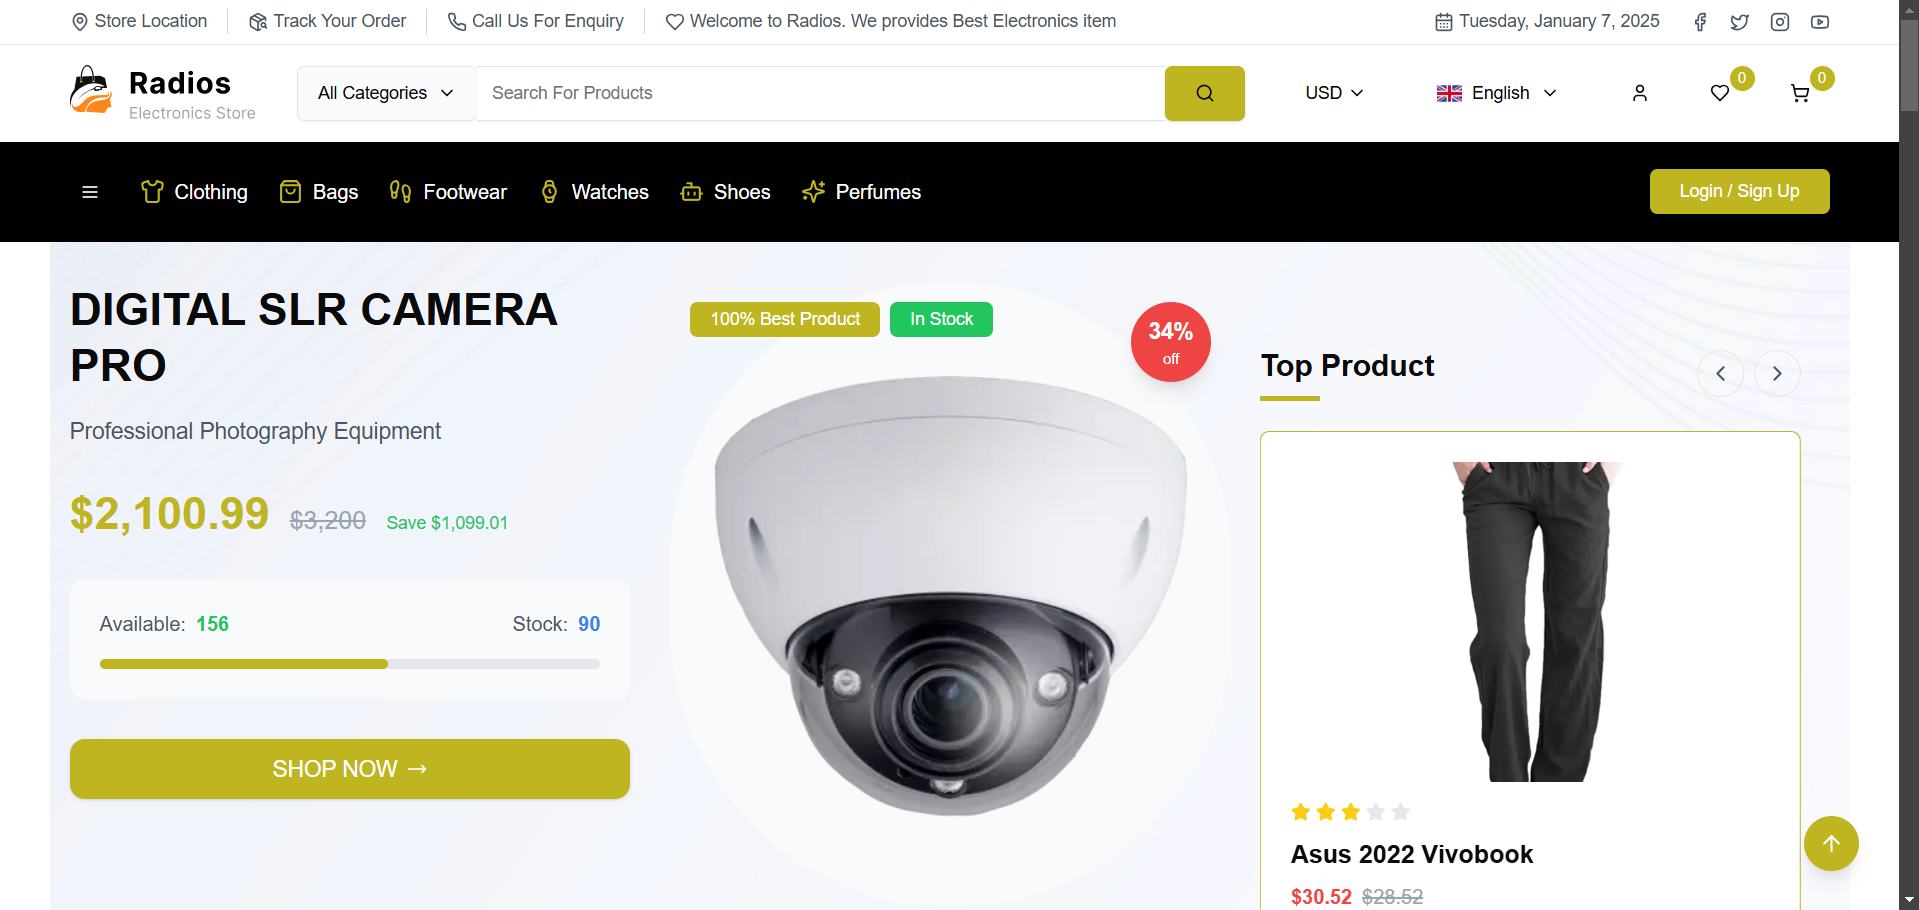 Store Location
Track Your Order
Call Us For Enquiry
Welcome to Radios. We provides Best Electronics item
Tuesday, January 7, 2025
Radios
Electronics Store
All Categories
Search For Products
USD
English
0
0
Clothing
Bags
Footwear
Watches
Shoes
Perfumes
Login / Sign Up
DIGITAL SLR CAMERA
PRO
Professional Photography Equipment
$2,100.99 $3,200 Save $1,099.01
Available: 156
Stock: 90
SHOP NOW →
100% Best Product
In Stock
34%
off
Top Product
Asus 2022 Vivobook
$30.52 $28.52